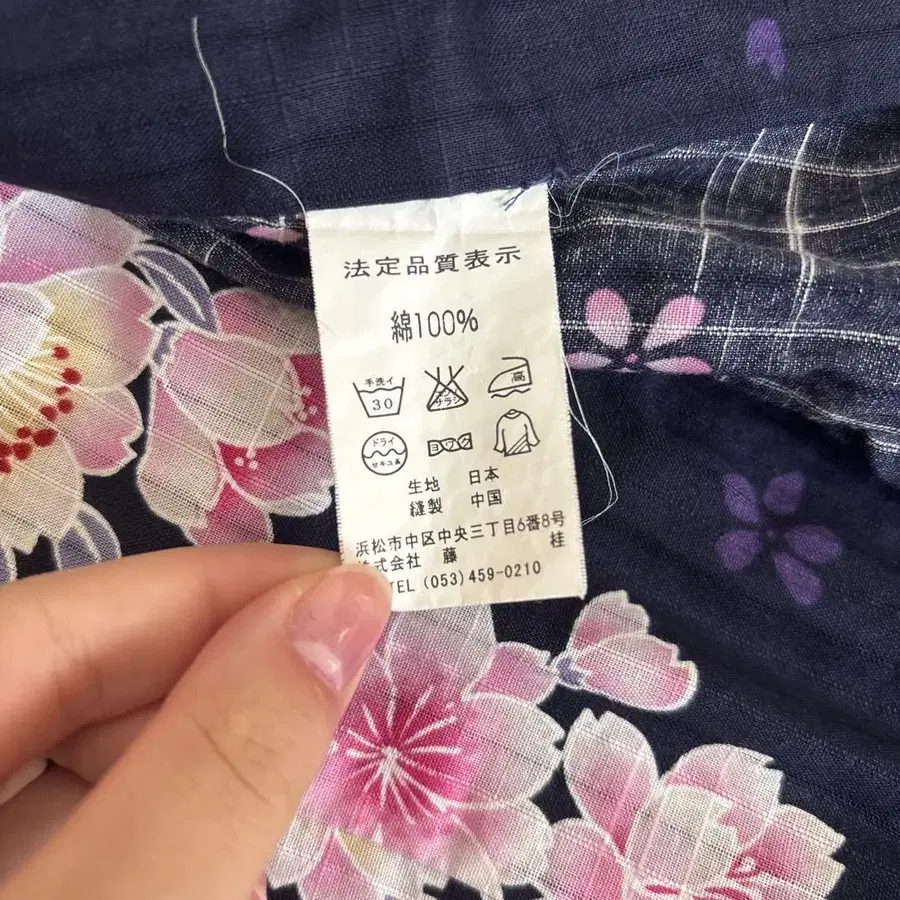 法定品質表示
綿100%
手洗イ 30
エンソサラシ
高
ドライ セキユ系
ヨワク
生地 日本
縫製 中国
浜松市中区中央三丁目6番8号
株式会社 藤 桂
TEL (053)459-0210